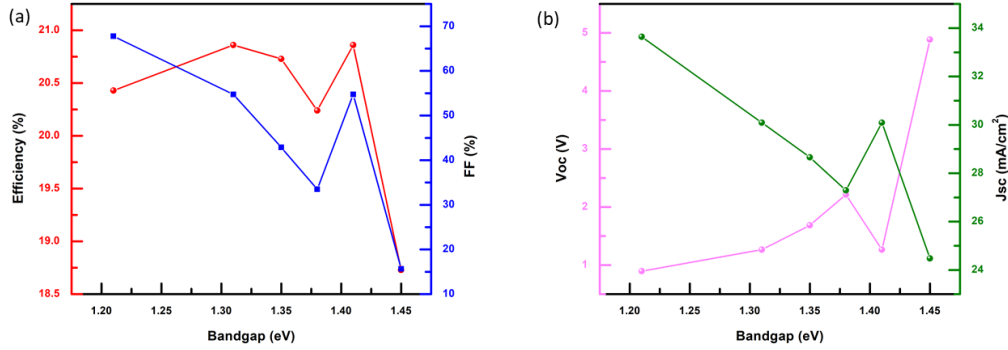 (a)
21.0
20.5
20.0
19.5
19.0
18.5
Efficiency (%)
70
60
50
40
30
20
10
FF (%)
1.20 1.25 1.30 1.35 1.40 1.45
Bandgap (eV)
(b)
5
4
3
2
1
Voc (V)
34
32
30
28
26
24
Jsc (mA/cm²)
1.20 1.25 1.30 1.35 1.40 1.45
Bandgap (eV)